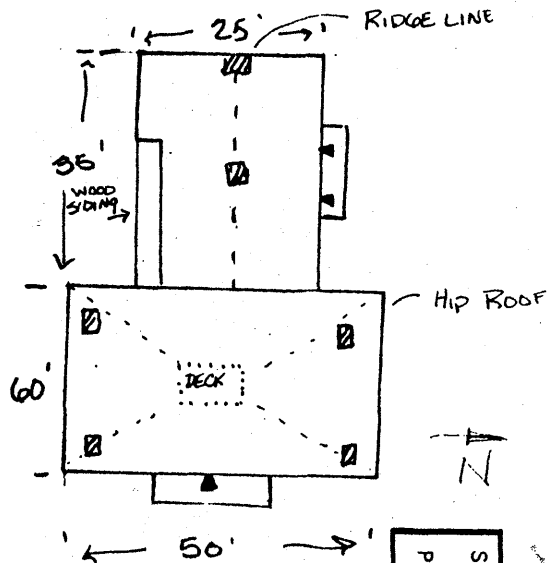 25'
RIDGE LINE
35'
WOOD
SIDING
HIP ROOF
DECK
60'
N
50'
S
P